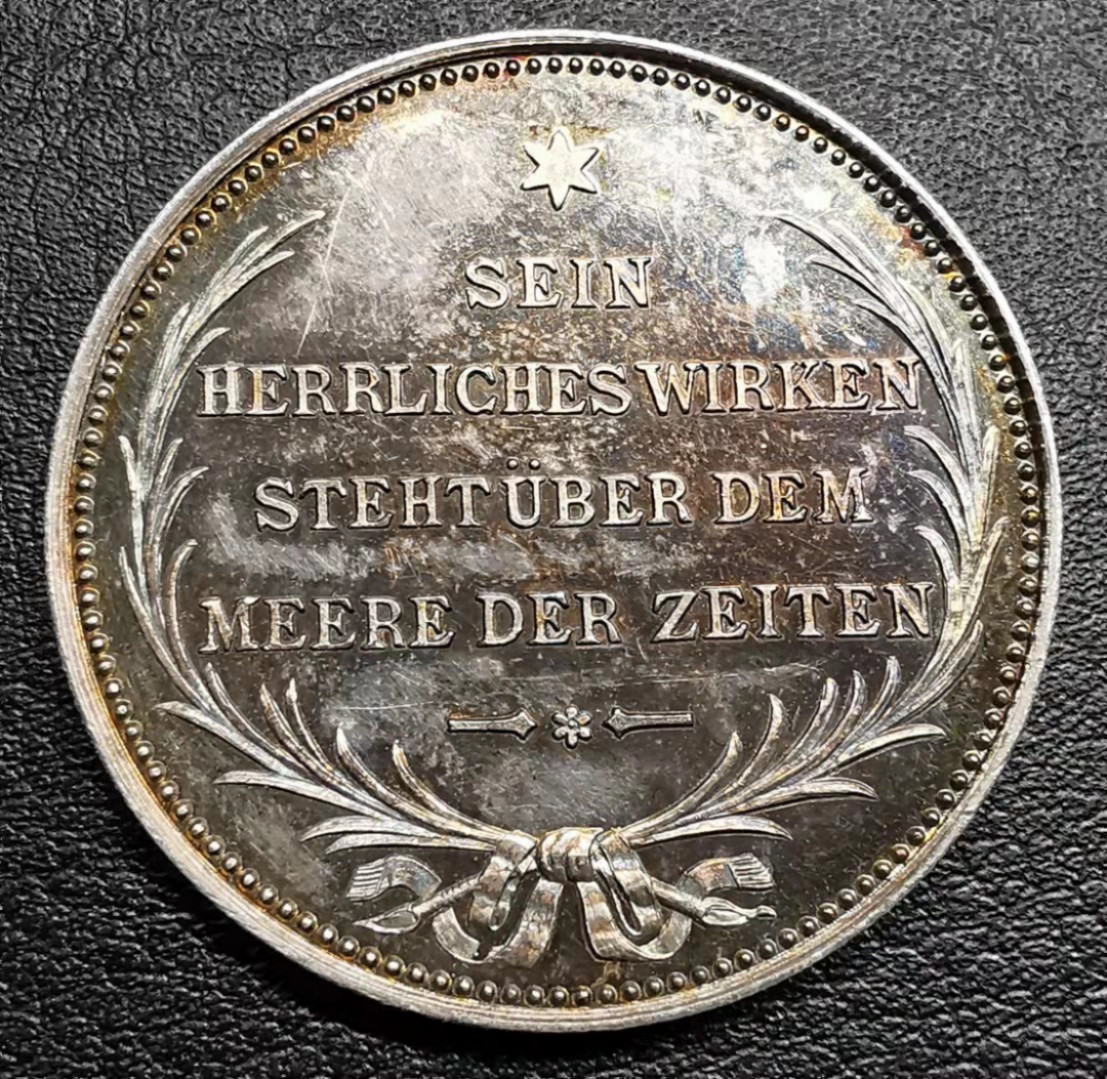 SEIN
HERRLICHES WIRKEN
STEHT ÜBER DEM
MEERE DER ZEITEN